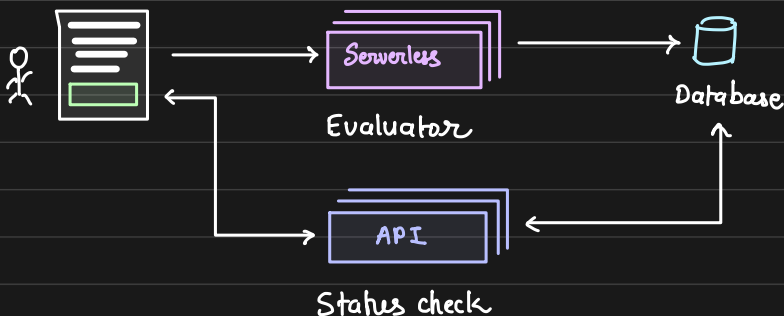 Serverless
Database
Evaluator
API
Status check